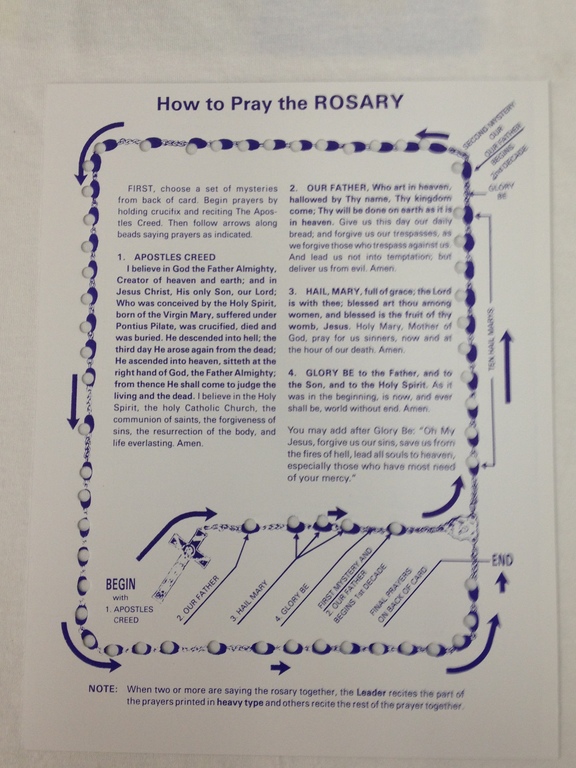 How to Pray the ROSARY
SECOND MYSTERY
OUR
OUR FATHER
BEGINS
2nd DECADE
GLORY
BE
FIRST, choose a set of mysteries
from back of card. Begin prayers by
holding crucifix and reciting The Apos-
tles Creed. Then follow arrows along
beads saying prayers as indicated.
1. APOSTLES CREED
I believe in God the Father Almighty,
Creator of heaven and earth; and in
Jesus Christ, His only Son, our Lord;
Who was conceived by the Holy Spirit,
born of the Virgin Mary, suffered under
Pontius Pilate, was crucified, died and
was buried. He descended into hell; the
third day He arose again from the dead;
He ascended into heaven, sitteth at the
right hand of God, the Father Almighty;
from thence He shall come to judge the
living and the dead. I believe in the Holy
Spirit, the holy Catholic Church, the
communion of saints, the forgiveness of
sins, the resurrection of the body, and
life everlasting. Amen.
2. OUR FATHER, Who art in heaven,
hallowed by Thy name, Thy kingdom
come; Thy will be done on earth as it is
in heaven. Give us this day our daily
bread; and forgive us our trespasses, as
we forgive those who trespass against us.
And lead us not into temptation; but
deliver us from evil. Amen.
3. HAIL, MARY, full of grace; the Lord
is with thee; blessed art thou among
women, and blessed is the fruit of thy
womb, Jesus. Holy Mary, Mother of
God, pray for us sinners, now and at
the hour of our death. Amen.
4. GLORY BE to the Father, and to
the Son, and to the Holy Spirit. As it
was in the beginning, is now, and ever
shall be, world without end. Amen.
You may add after Glory Be: "Oh My
Jesus, forgive us our sins, save us from
the fires of hell, lead all souls to heaven,
especially those who have most need
of your mercy."
TEN HAIL MARYS
BEGIN
with
1. APOSTLES
CREED
2. OUR FATHER
3. HAIL MARY
4. GLORY BE
FIRST MYSTERY AND
2. OUR FATHER
BEGINS 1st DECADE
FINAL PRAYERS
ON BACK OF CARD
END
NOTE: When two or more are saying the rosary together, the Leader recites the part of
the prayers printed in heavy type and others recite the rest of the prayer together.